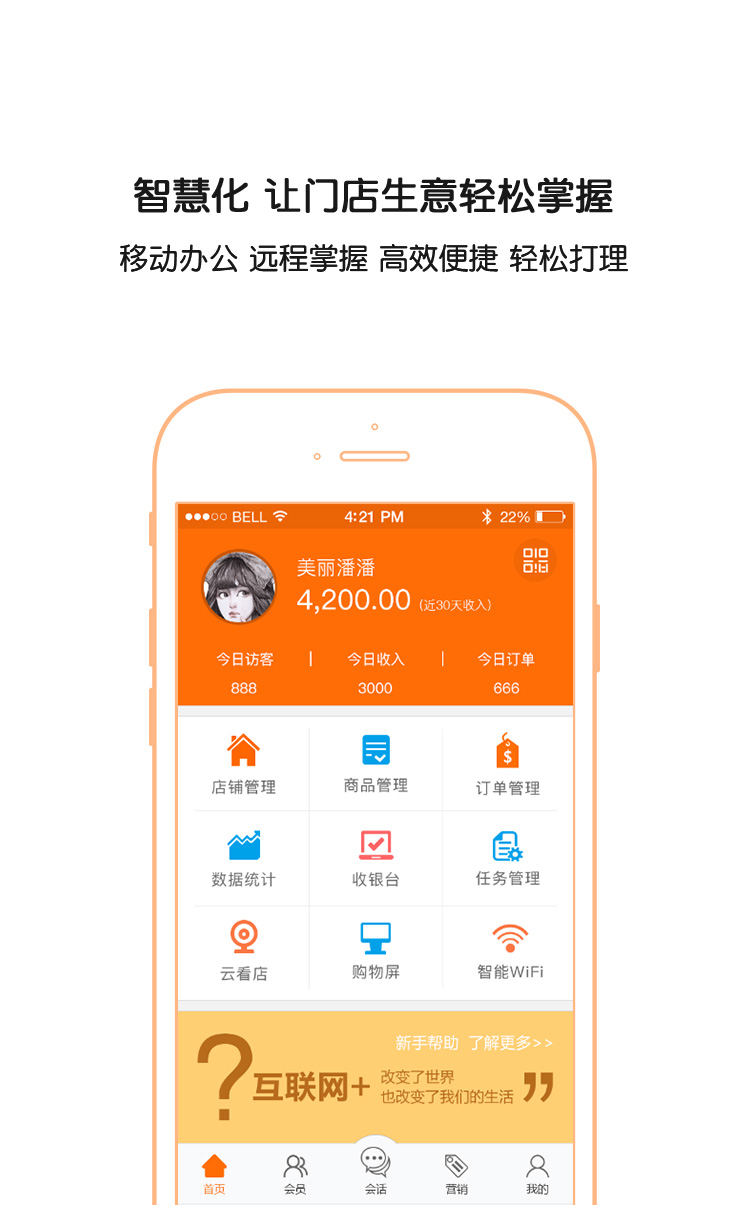 智慧化 让门店生意轻松掌握
移动办公 远程掌握 高效便捷 轻松打理
BELL 4:21 PM 22%
美丽潘潘
4,200.00 (近30天收入)
今日访客 今日收入 今日订单
888 3000 666
$
店铺管理 商品管理 订单管理
数据统计 收银台 任务管理
云看店 购物屏 智能WiFi
新手帮助 了解更多>>
?互联网+ 改变了世界
也改变了我们的生活 ”
首页 会员 会话 营销 我的